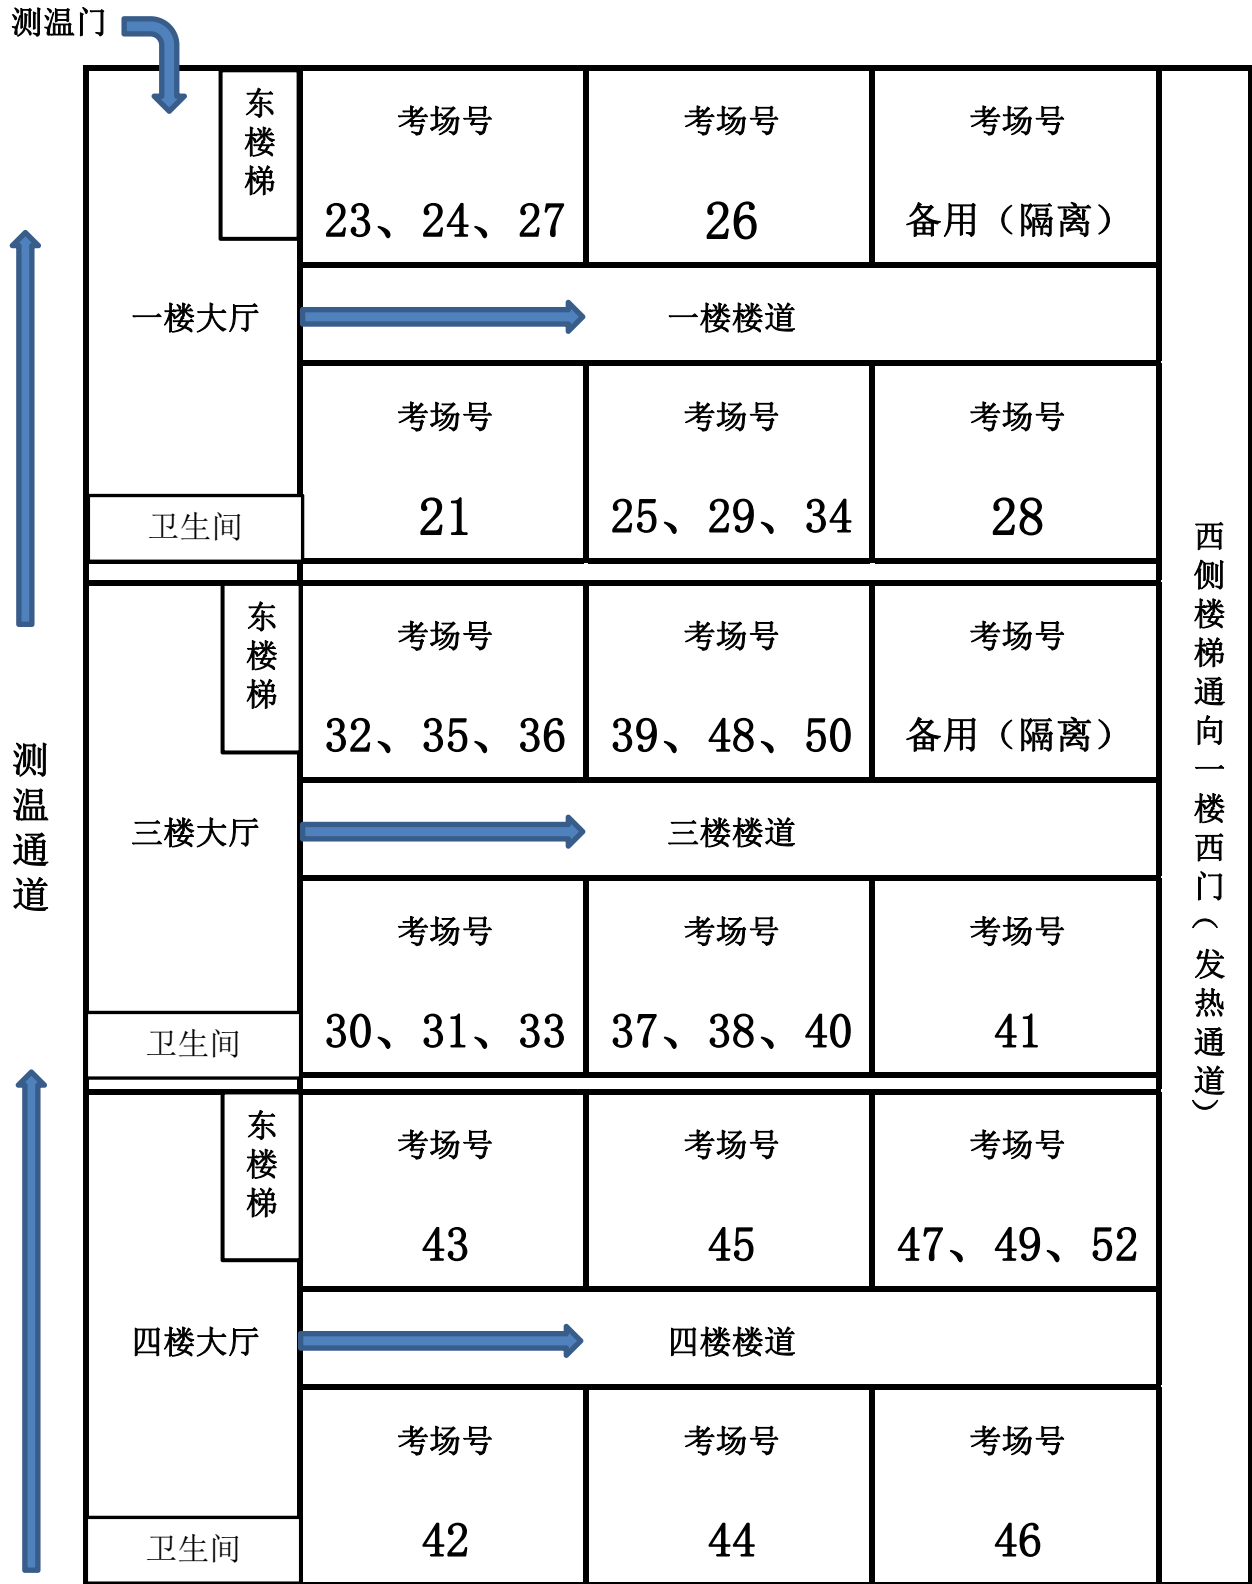 测温门
东楼梯
考场号
23、24、27
考场号
26
考场号
备用（隔离）
一楼大厅
一楼楼道
考场号
21
考场号
25、29、34
考场号
28
卫生间
东楼梯
考场号
32、35、36
考场号
39、48、50
考场号
备用（隔离）
三楼大厅
三楼楼道
考场号
30、31、33
考场号
37、38、40
考场号
41
卫生间
东楼梯
考场号
43
考场号
45
考场号
47、49、52
四楼大厅
四楼楼道
考场号
42
考场号
44
考场号
46
卫生间
测温通道
西侧楼梯通向一楼西门（发热通道）